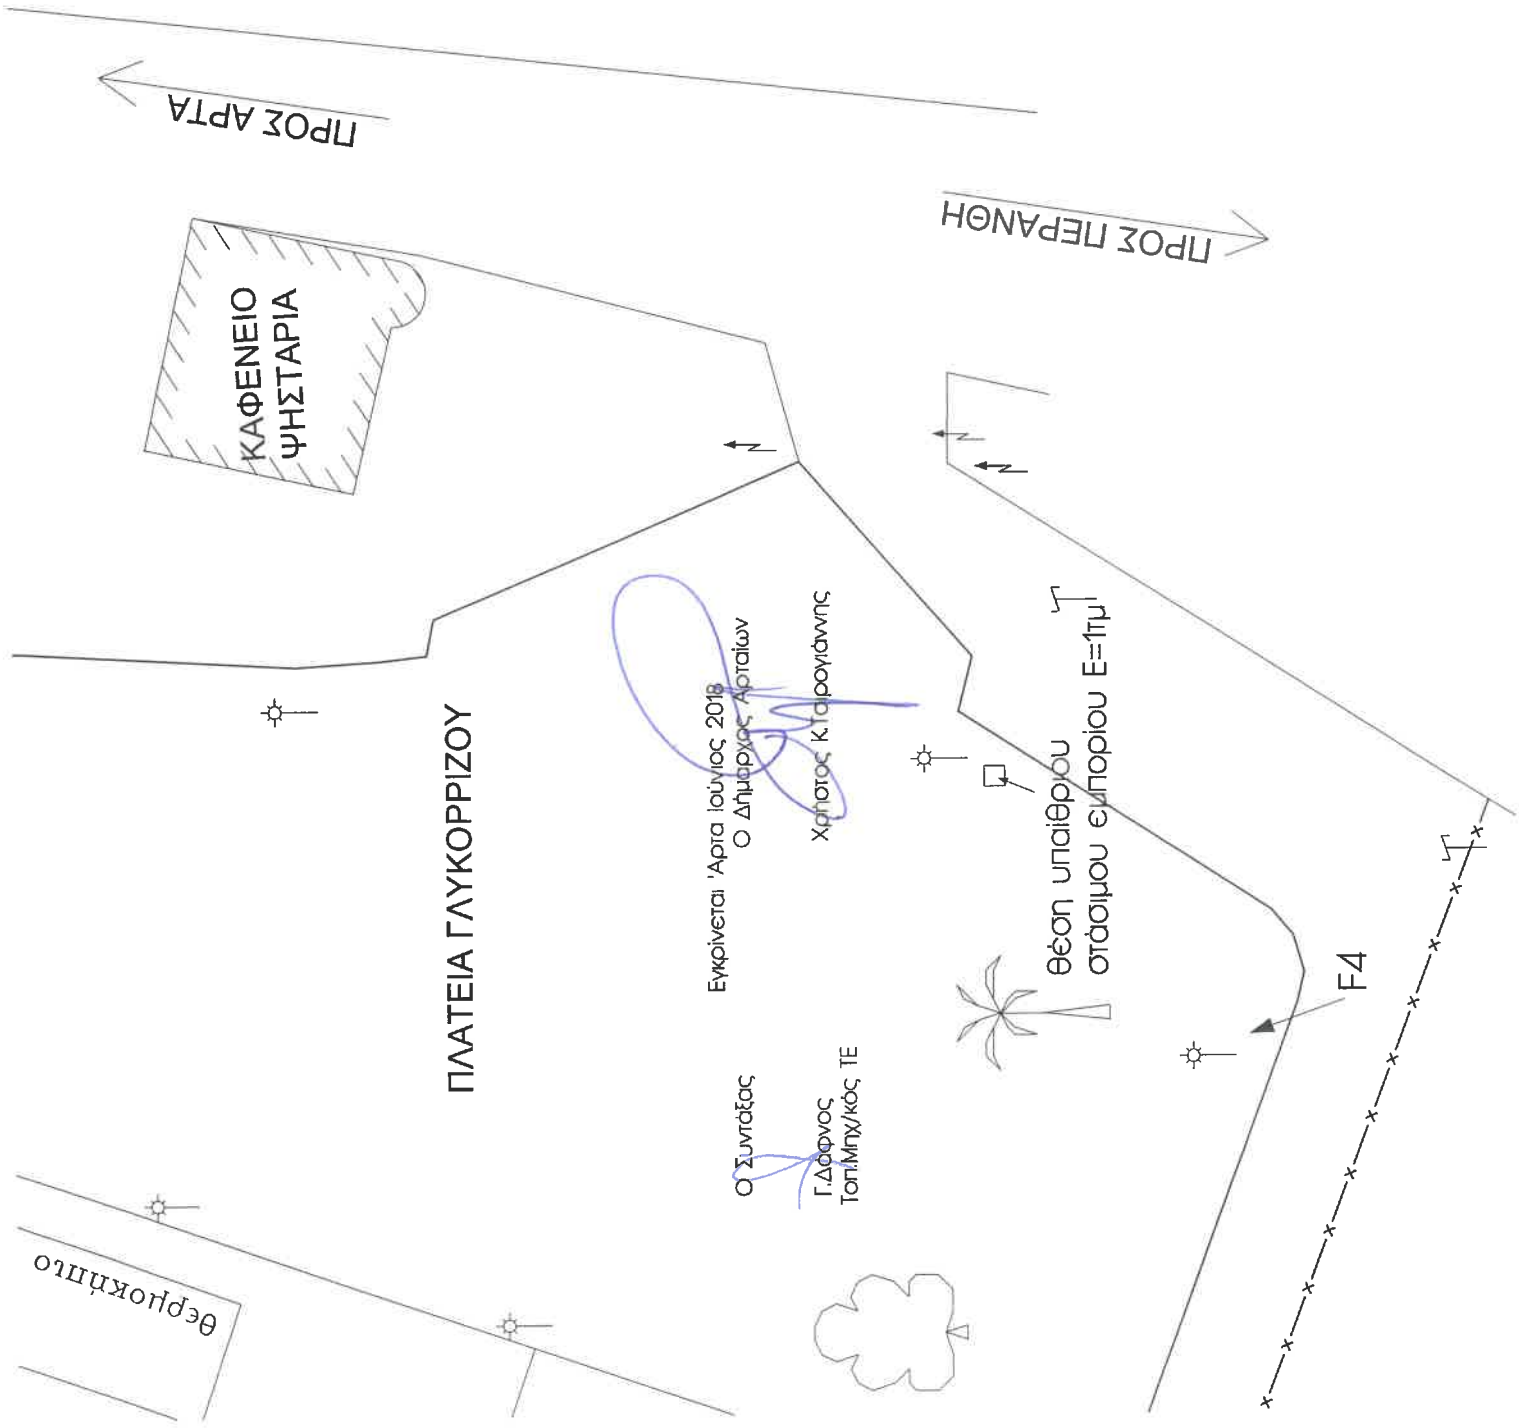 ΠΡΟΣ ΑΡΤΑ
ΠΡΟΣ ΠΕΡΑΝΘΗ
ΚΑΦΕΝΕΙΟ
ΨΗΣΤΑΡΙΑ
ΠΛΑΤΕΙΑ ΓΛΥΚΟΡΡΙΖΟΥ
Εγκρίνεται Άρτα Ιούνιος 2018
Ο Δήμαρχος Αρταίων
Χρήστος Κ.Τσιρογιάννης
θέση υπαίθριου
στάσιμου εμπορίου Ε=1τμ
F4
Ο Συντάξας
Γ.Δάφνος
Τοπ.Μηχ/κός ΤΕ
θερμοκήπιο